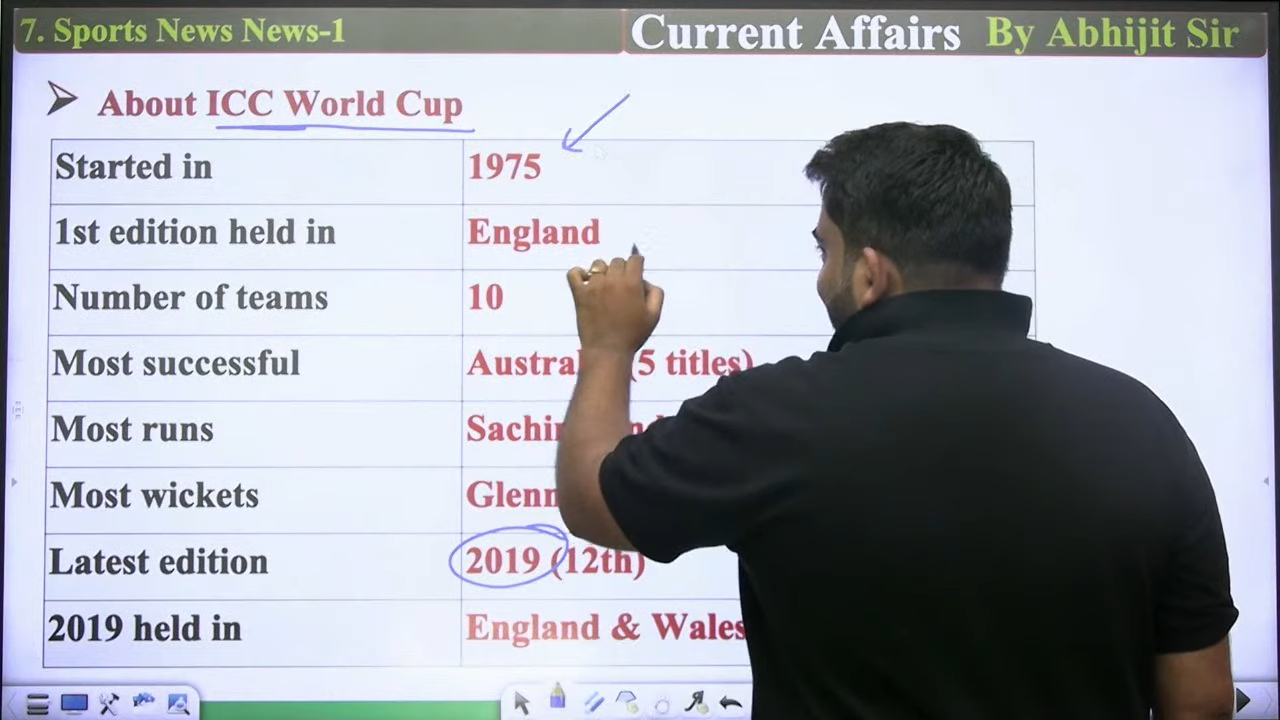 7. Sports News News-1
Current Affairs By Abhijit Sir
About ICC World Cup
Started in 1975
1st edition held in England
Number of teams 10
Most successful (5 titles)
Most runs
Most wickets Glenn
Latest edition 2019 (12th)
2019 held in England & Wales